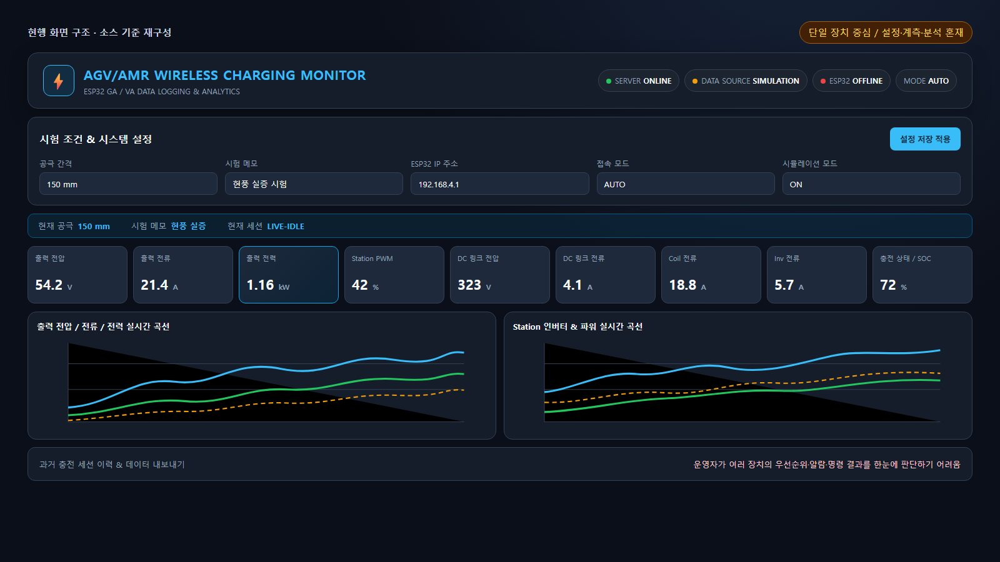 현행 화면 구조 · 소스 기준 재구성
단일 장치 중심 / 설정·계측·분석 혼재
AGV/AMR WIRELESS CHARGING MONITOR
ESP32 GA / VA DATA LOGGING & ANALYTICS
SERVER ONLINE
DATA SOURCE SIMULATION
ESP32 OFFLINE
MODE AUTO
시험 조건 & 시스템 설정
설정 저장 적용
공극 간격
시험 메모
ESP32 IP 주소
접속 모드
시뮬레이션 모드
150 mm
현풍 실증 시험
192.168.4.1
AUTO
ON
현재 공극 150 mm
시험 메모 현풍 실증
현재 세션 LIVE-IDLE
출력 전압
54.2 V
출력 전류
21.4 A
출력 전력
1.16 kW
Station PWM
42 %
DC 링크 전압
323 V
DC 링크 전류
4.1 A
Coil 전류
18.8 A
Inv 전류
5.7 A
충전 상태 / SOC
72 %
출력 전압 / 전류 / 전력 실시간 곡선
Station 인버터 & 파워 실시간 곡선
과거 충전 세션 이력 & 데이터 내보내기
운영자가 여러 장치의 우선순위·알람·명령 결과를 한눈에 판단하기 어려움